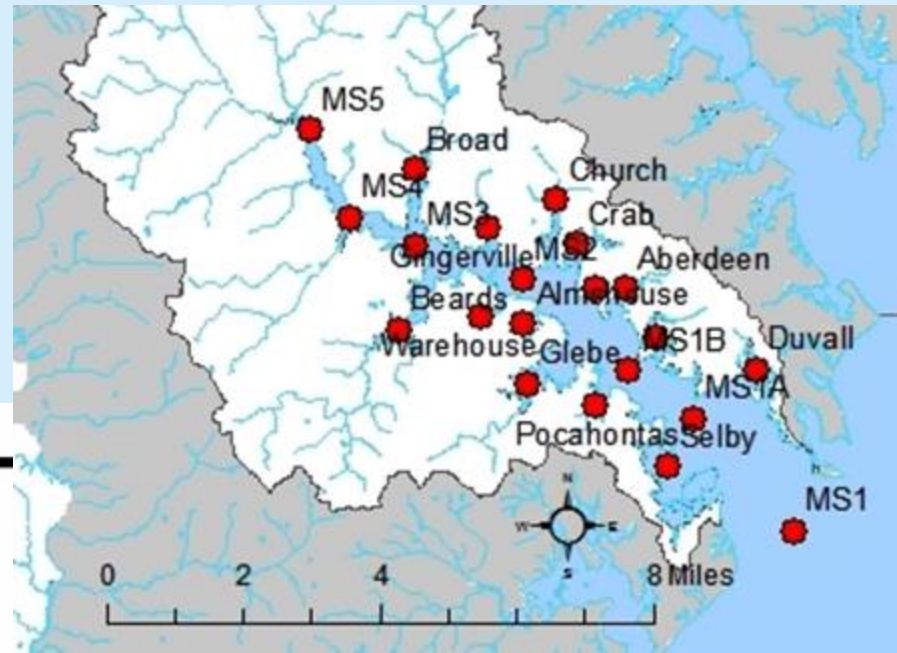 MS5
Broad
Church
MS4
Crab
MS3
Gingerville
MS2
Aberdeen
Beards
Almshouse
Warehouse
Glebe
MS1B
Duvall
MS1A
Pocahontas
Selby
MS1
N
W
E
S
0
2
4
8 Miles